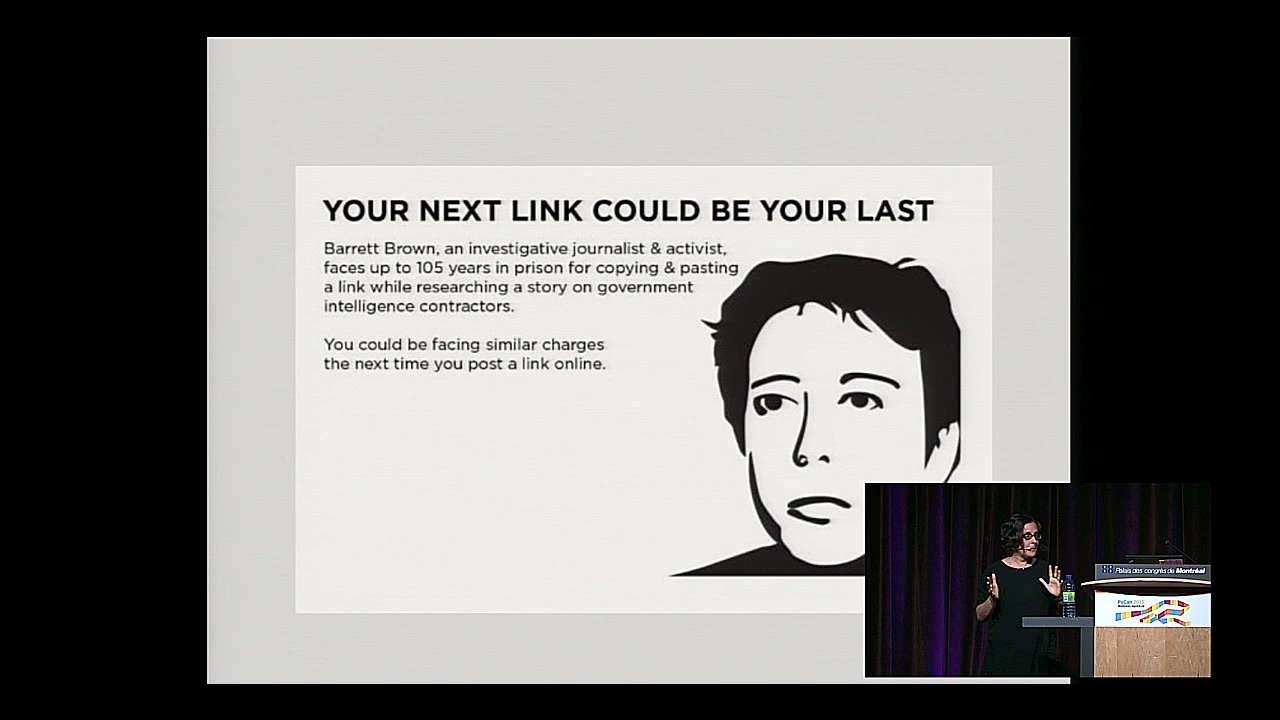 YOUR NEXT LINK COULD BE YOUR LAST
Barrett Brown, an investigative journalist & activist,
faces up to 105 years in prison for copying & pasting
a link while researching a story on government
intelligence contractors.
You could be facing similar charges
the next time you post a link online.
Palais des congrès de Montréal
PyCon 2015